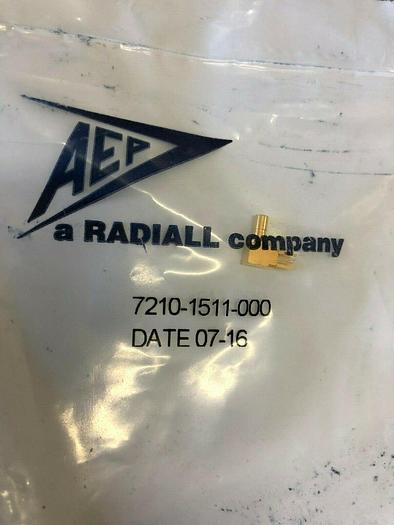 AEP
a RADIALL company
7210-1511-000
DATE 07-16